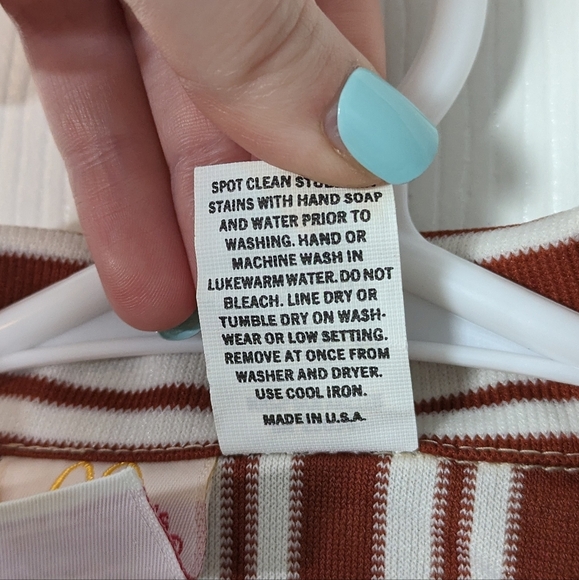 SPOT CLEAN
STAINS WITH HAND SOAP
AND WATER PRIOR TO
WASHING. HAND OR
MACHINE WASH IN
LUKEWARM WATER. DO NOT
BLEACH. LINE DRY OR
TUMBLE DRY ON WASH-
WEAR OR LOW SETTING.
REMOVE AT ONCE FROM
WASHER AND DRYER.
USE COOL IRON.
MADE IN U.S.A.